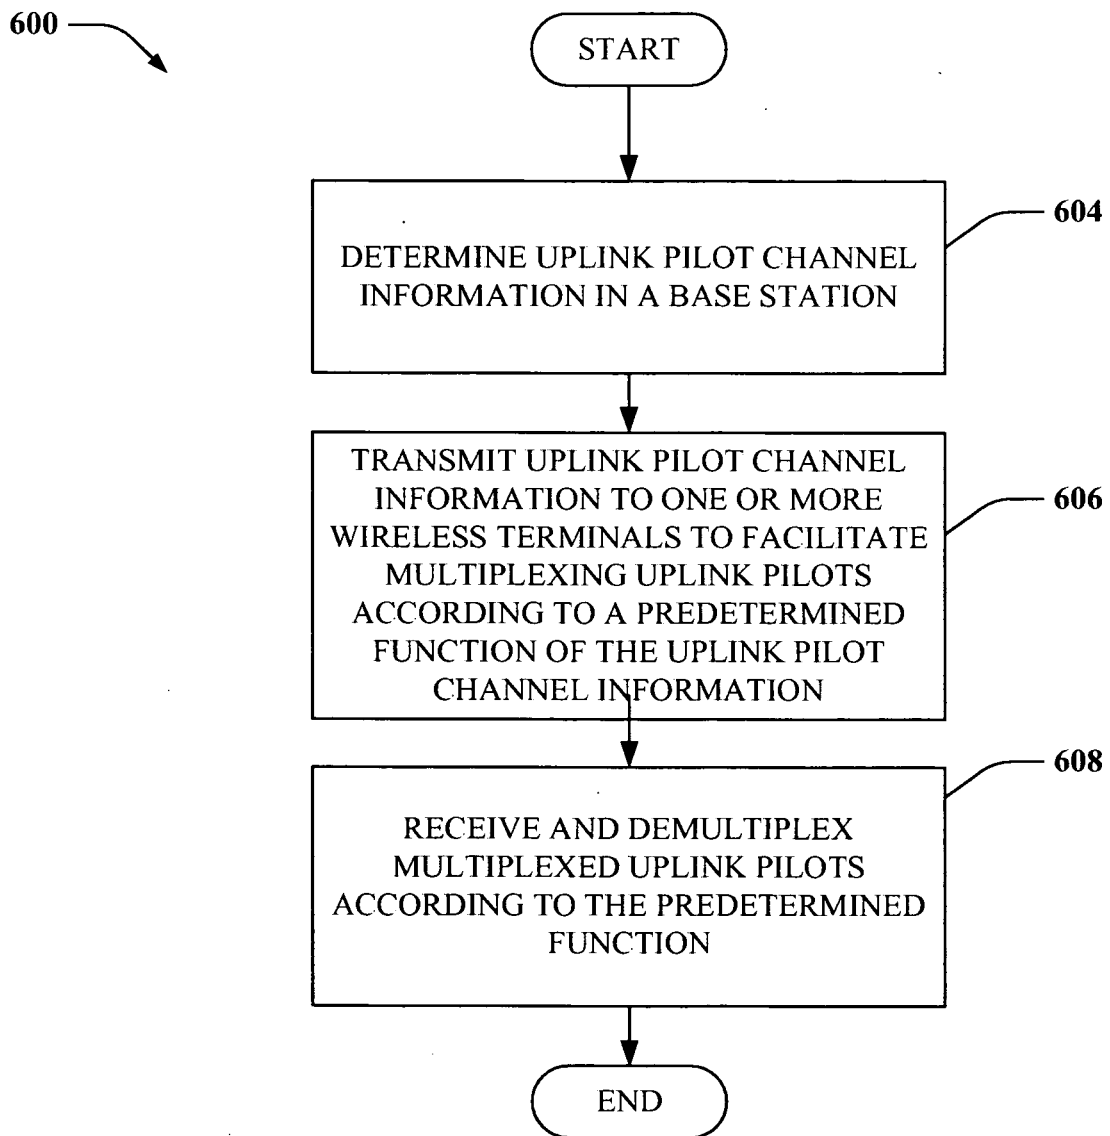 600
START
604
DETERMINE UPLINK PILOT CHANNEL
INFORMATION IN A BASE STATION
606
TRANSMIT UPLINK PILOT CHANNEL
INFORMATION TO ONE OR MORE
WIRELESS TERMINALS TO FACILITATE
MULTIPLEXING UPLINK PILOTS
ACCORDING TO A PREDETERMINED
FUNCTION OF THE UPLINK PILOT
CHANNEL INFORMATION
608
RECEIVE AND DEMULTIPLEX
MULTIPLEXED UPLINK PILOTS
ACCORDING TO THE PREDETERMINED
FUNCTION
END